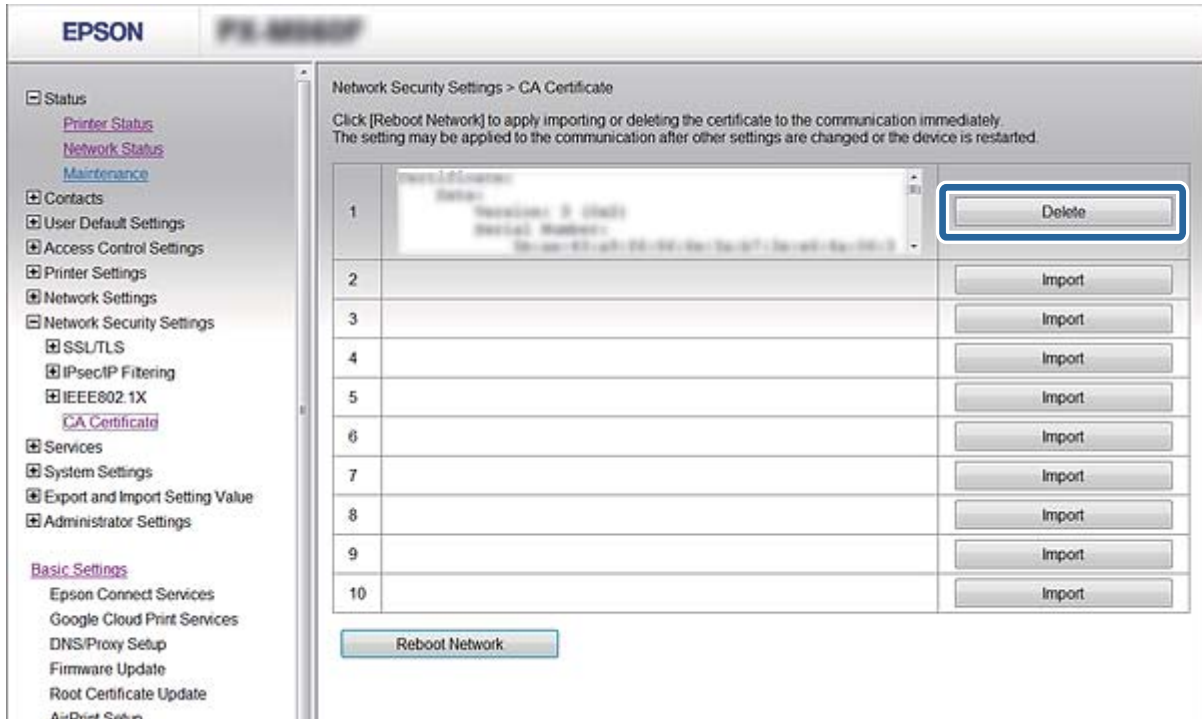 EPSON
Status
Printer Status
Network Status
Maintenance
Contacts
User Default Settings
Access Control Settings
Printer Settings
Network Settings
Network Security Settings
SSL/TLS
IPsec/IP Filtering
IEEE802.1X
CA Certificate
Services
System Settings
Export and Import Setting Value
Administrator Settings
Basic Settings
Epson Connect Services
Google Cloud Print Services
DNS/Proxy Setup
Firmware Update
Root Certificate Update
AirPrint Setup
Network Security Settings > CA Certificate
Click [Reboot Network] to apply importing or deleting the certificate to the communication immediately.
The setting may be applied to the communication after other settings are changed or the device is restarted.
1 Delete
2 Import
3 Import
4 Import
5 Import
6 Import
7 Import
8 Import
9 Import
10 Import
Reboot Network